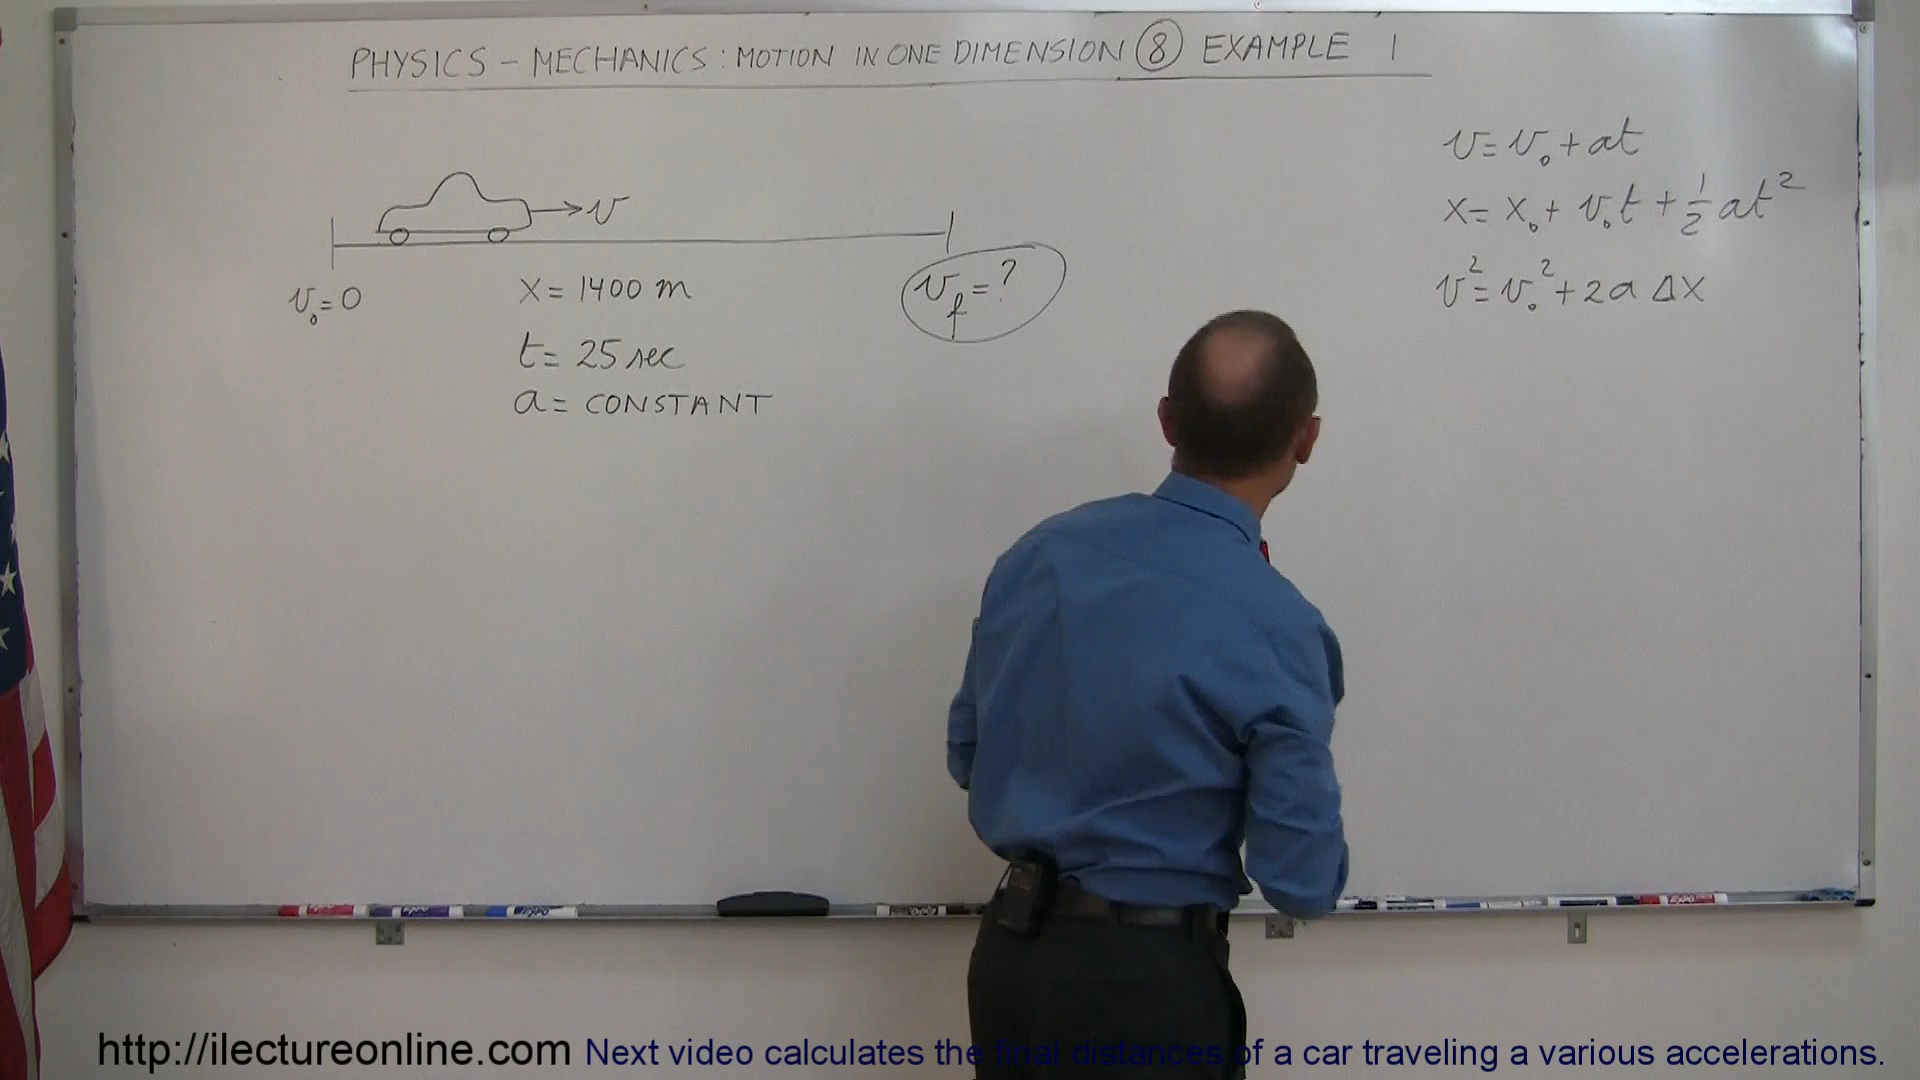 PHYSICS – MECHANICS: MOTION IN ONE DIMENSION ⑧ EXAMPLE 1
v = v₀ + at
x = x₀ + v₀t + ½at²
v² = v₀² + 2a Δx
v
v₀ = 0
x = 1400 m
v_f = ?
t = 25 sec
a = CONSTANT
http://ilectureonline.com Next video calculates the final distances of a car traveling a various accelerations.